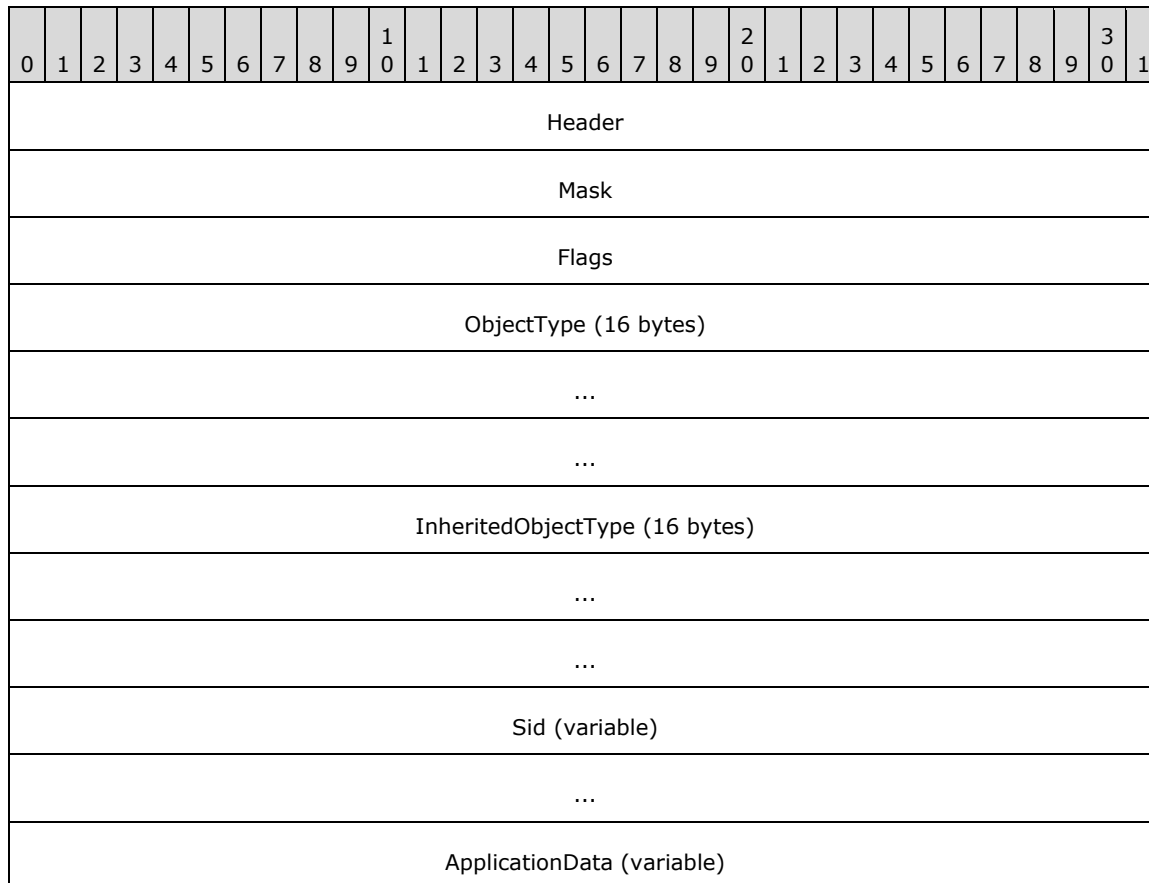 1 2 3
0 1 2 3 4 5 6 7 8 9 0 1 2 3 4 5 6 7 8 9 0 1 2 3 4 5 6 7 8 9 0 1
Header
Mask
Flags
ObjectType (16 bytes)
...
...
InheritedObjectType (16 bytes)
...
...
Sid (variable)
...
ApplicationData (variable)